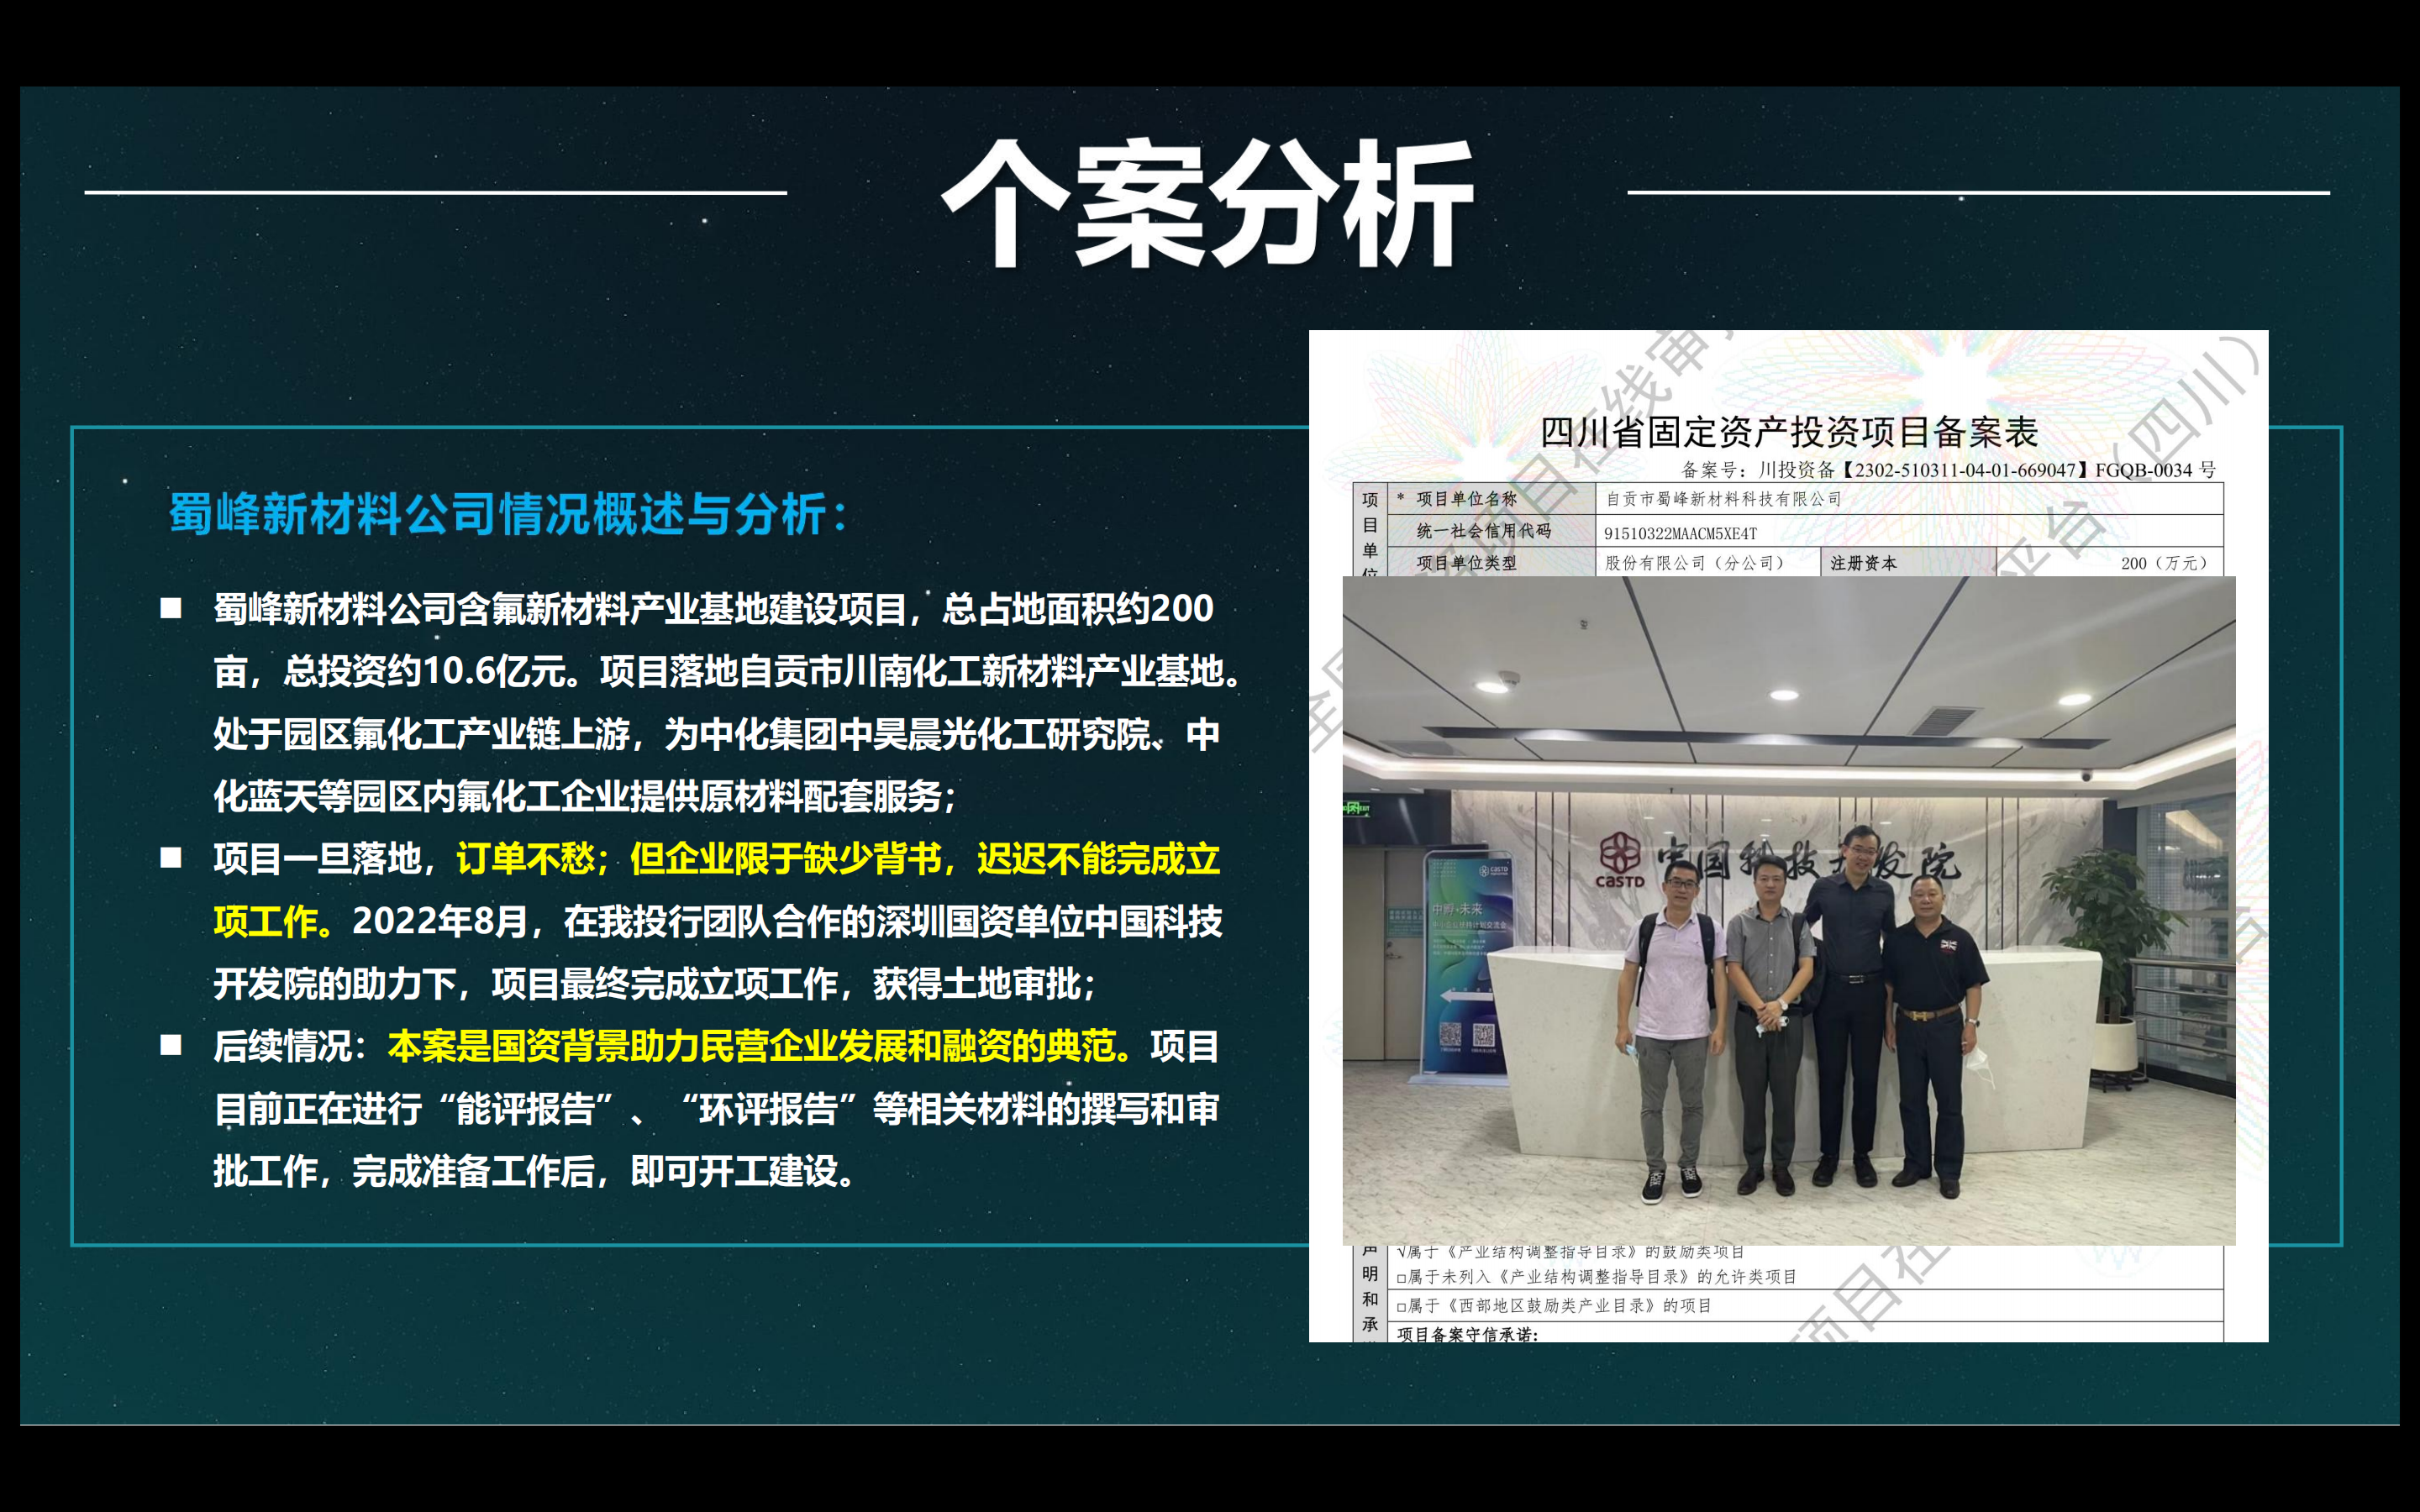 个案分析
蜀峰新材料公司情况概述与分析：
■ 蜀峰新材料公司含氟新材料产业基地建设项目，总占地面积约200
亩，总投资约10.6亿元。项目落地自贡市川南化工新材料产业基地。
处于园区氟化工产业链上游，为中化集团中昊晨光化工研究院、中
化蓝天等园区内氟化工企业提供原材料配套服务；
■ 项目一旦落地，订单不愁；但企业限于缺少背书，迟迟不能完成立
项工作。2022年8月，在我投行团队合作的深圳国资单位中国科技
开发院的助力下，项目最终完成立项工作，获得土地审批；
■ 后续情况：本案是国资背景助力民营企业发展和融资的典范。项目
目前正在进行“能评报告”、“环评报告”等相关材料的撰写和审
批工作，完成准备工作后，即可开工建设。
四川省固定资产投资项目备案表
备案号：川投资备【2302-510311-04-01-669047】FGQB-0034 号
项目单位
* 项目单位名称 自贡市蜀峰新材料科技有限公司
统一社会信用代码 91510322MAACM5XE4T
项目单位类型 股份有限公司（分公司） 注册资本 200（万元）
CASTD
中国科技开发院
CASTD
中孵·未来
声明和承
√属于《产业结构调整指导目录》的鼓励类项目
□属于未列入《产业结构调整指导目录》的允许类项目
□属于《西部地区鼓励类产业目录》的项目
项目备案守信承诺:
项目在线审
平台（四川）
项目在